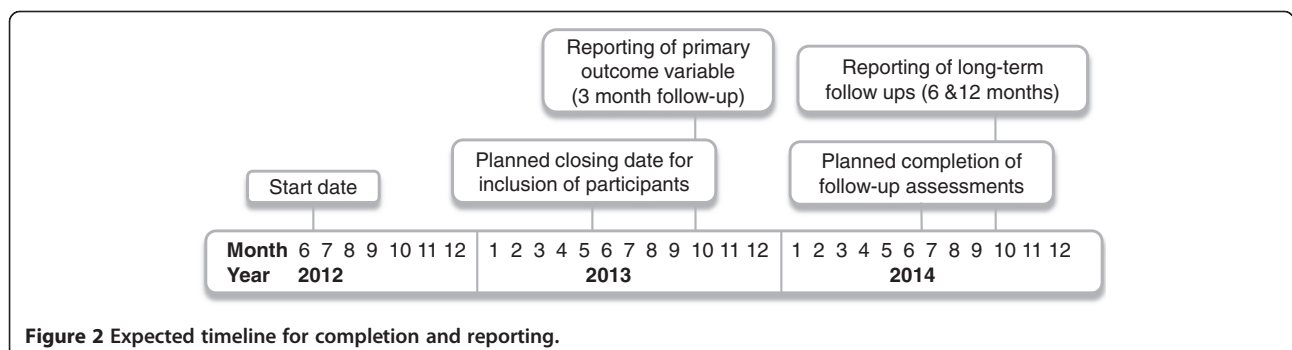 Reporting of primary
outcome variable
(3 month follow-up)
Reporting of long-term
follow ups (6 &12 months)
Planned closing date for
inclusion of participants
Planned completion of
follow-up assessments
Start date
Month 6 7 8 9 10 11 12 1 2 3 4 5 6 7 8 9 10 11 12 1 2 3 4 5 6 7 8 9 10 11 12
Year 2012 2013 2014
Figure 2 Expected timeline for completion and reporting.